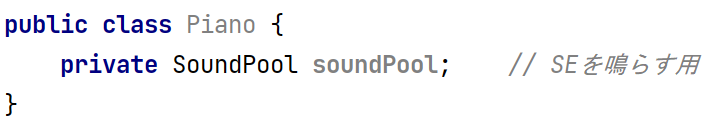 public class Piano {
    private SoundPool soundPool;    // SEを鳴らす用
}